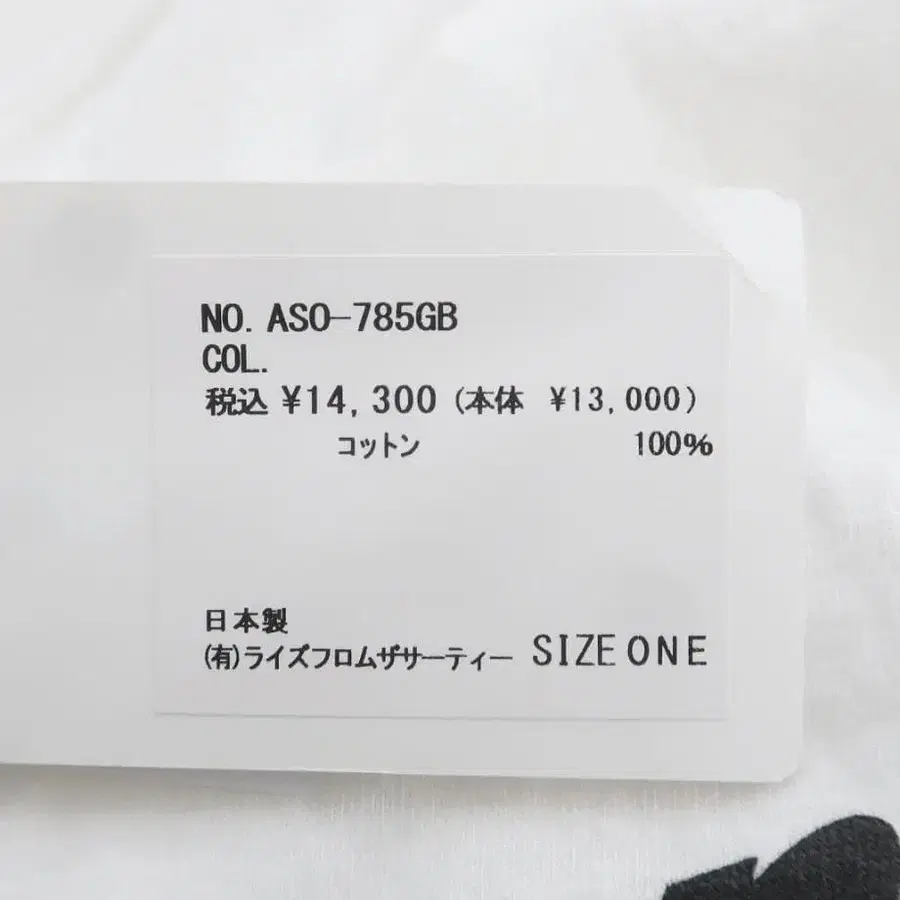 NO. ASO-785GB
COL.
税込 ¥14,300 (本体 ¥13,000)
コットン 100%
日本製
(有)ライズフロムザサーティー SIZE ONE